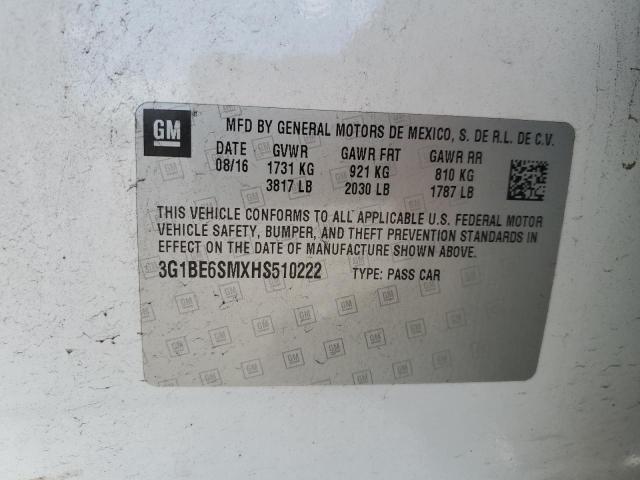 GM
MFD BY GENERAL MOTORS DE MEXICO, S. DE R.L. DE C.V.
DATE GVWR GAWR FRT GAWR RR
08/16 1731 KG 921 KG 810 KG
3817 LB 2030 LB 1787 LB
THIS VEHICLE CONFORMS TO ALL APPLICABLE U.S. FEDERAL MOTOR
VEHICLE SAFETY, BUMPER, AND THEFT PREVENTION STANDARDS IN
EFFECT ON THE DATE OF MANUFACTURE SHOWN ABOVE.
3G1BE6SMXHS510222 TYPE: PASS CAR